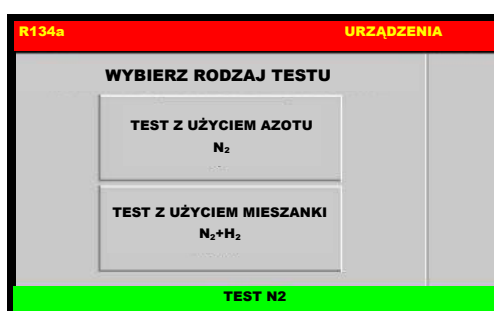 R134a URZĄDZENIA
WYBIERZ RODZAJ TESTU
TEST Z UŻYCIEM AZOTU
N₂
TEST Z UŻYCIEM MIESZANKI
N₂+H₂
TEST N2